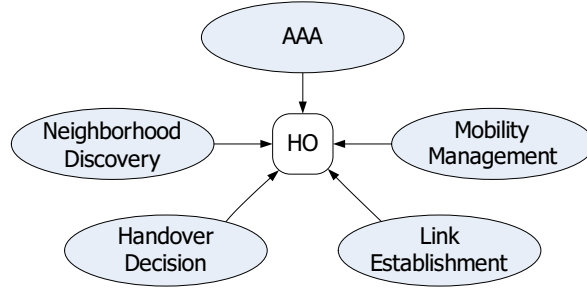 AAA
Neighborhood
Discovery
HO
Mobility
Management
Handover
Decision
Link
Establishment